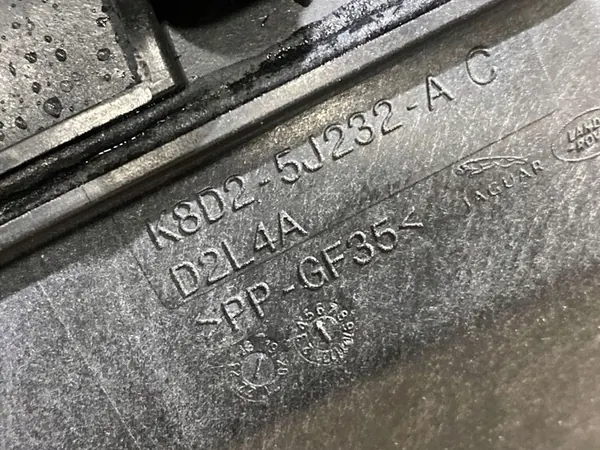 K8D2-5J232-A C
D2L4A
>PP-GF35<
JAGUAR
LAND
ROVER